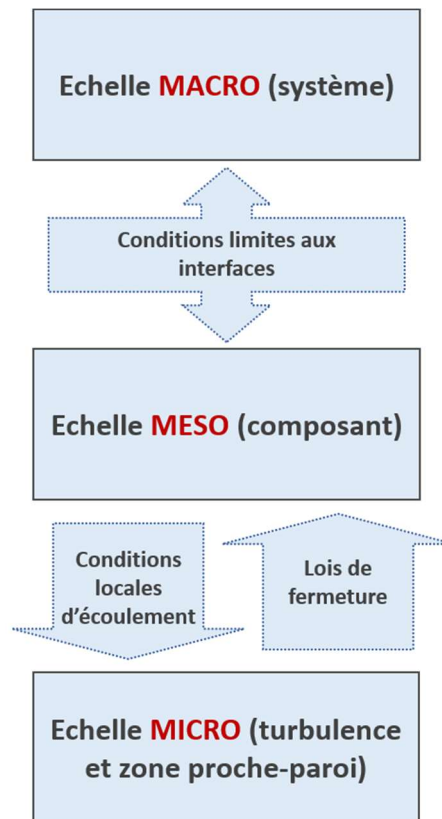 Echelle MACRO (système)
Conditions limites aux
interfaces
Echelle MESO (composant)
Conditions
locales
d'écoulement
Lois de
fermeture
Echelle MICRO (turbulence
et zone proche-paroi)